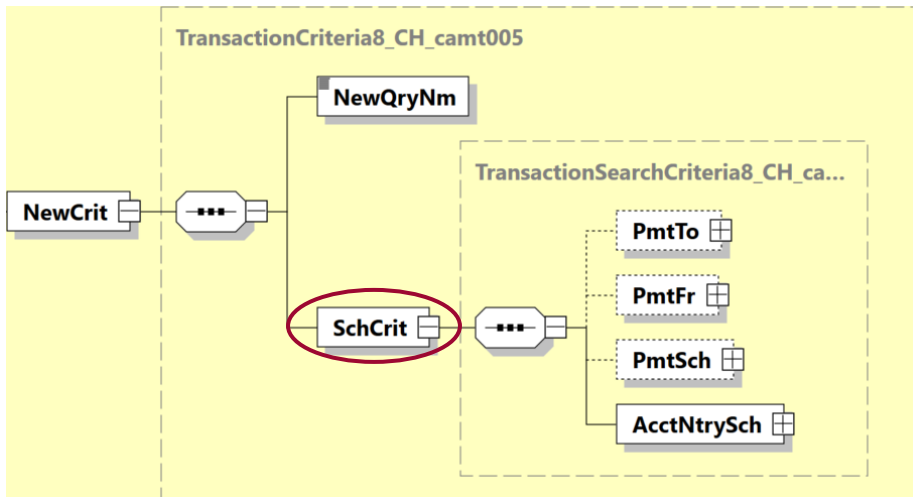 TransactionCriteria8_CH_camt005
NewQryNm
TransactionSearchCriteria8_CH_ca...
NewCrit
PmtTo
PmtFr
SchCrit
PmtSch
AcctNtrySch